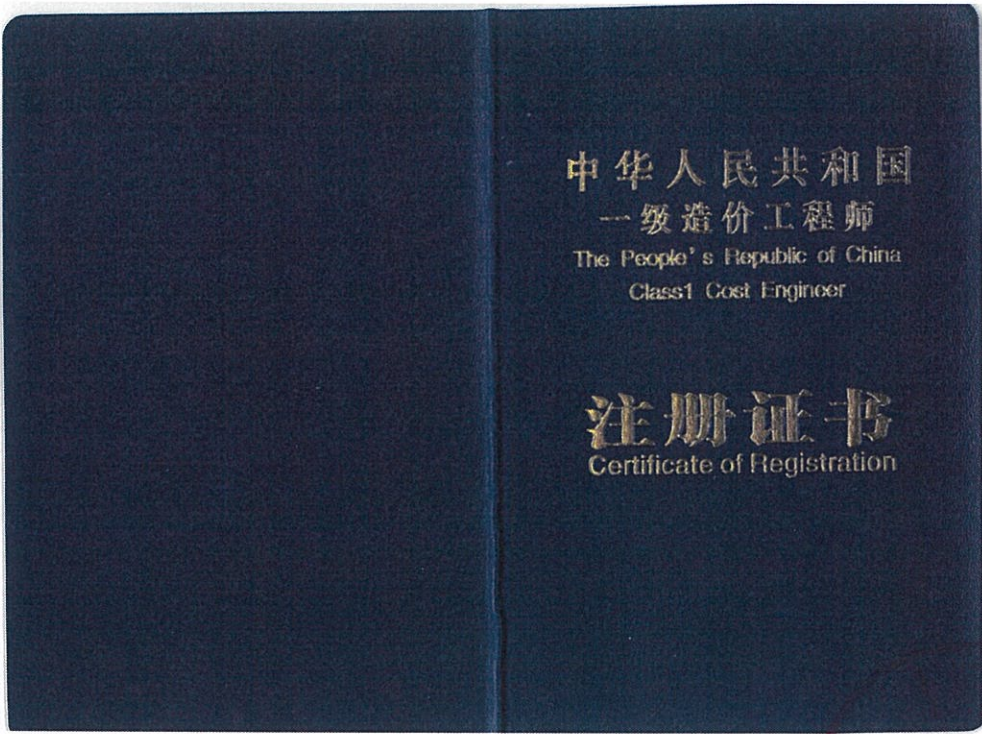 中华人民共和国
一级造价工程师
The People's Republic of China
Class1 Cost Engineer
注册证书
Certificate of Registration